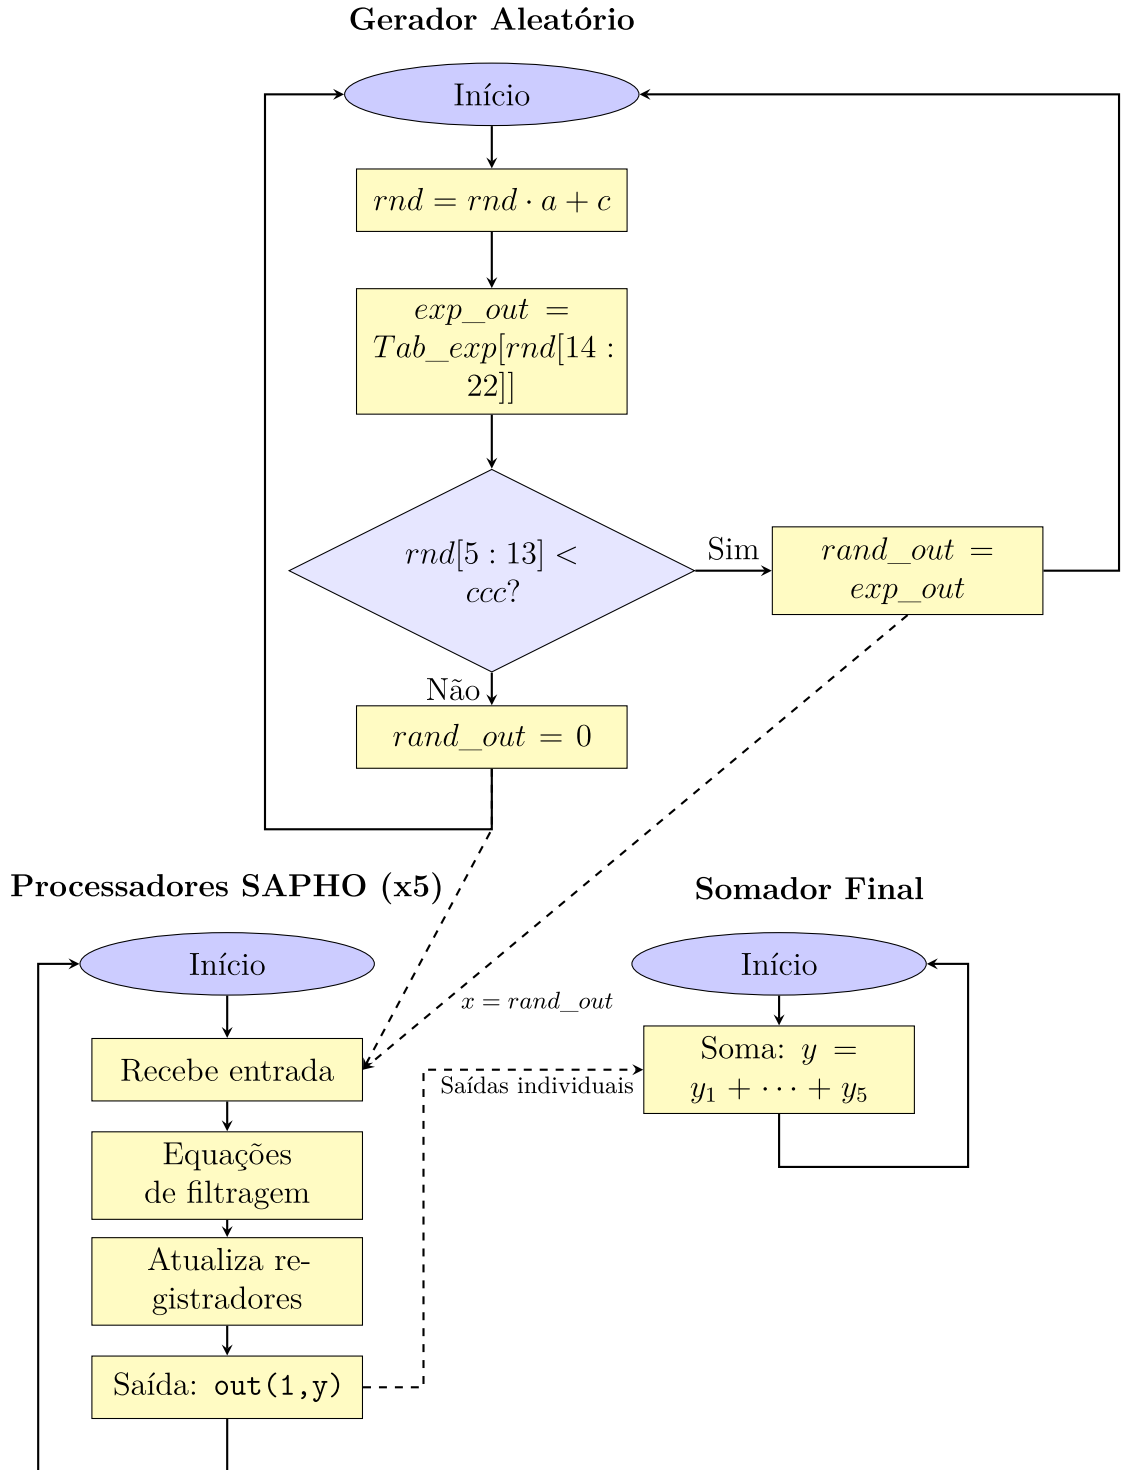 Gerador Aleatório
Início
rnd = rnd · a + c
exp_out =
Tab_exp[rnd[14 :
22]]
rnd[5 : 13] <
ccc?
Sim
rand_out =
exp_out
Não
rand_out = 0
Processadores SAPHO (x5)
Somador Final
Início
Início
x = rand_out
Recebe entrada
Soma: y =
y₁ + ⋯ + y₅
Saídas individuais
Equações
de filtragem
Atualiza re-
gistradores
Saída: out(1,y)